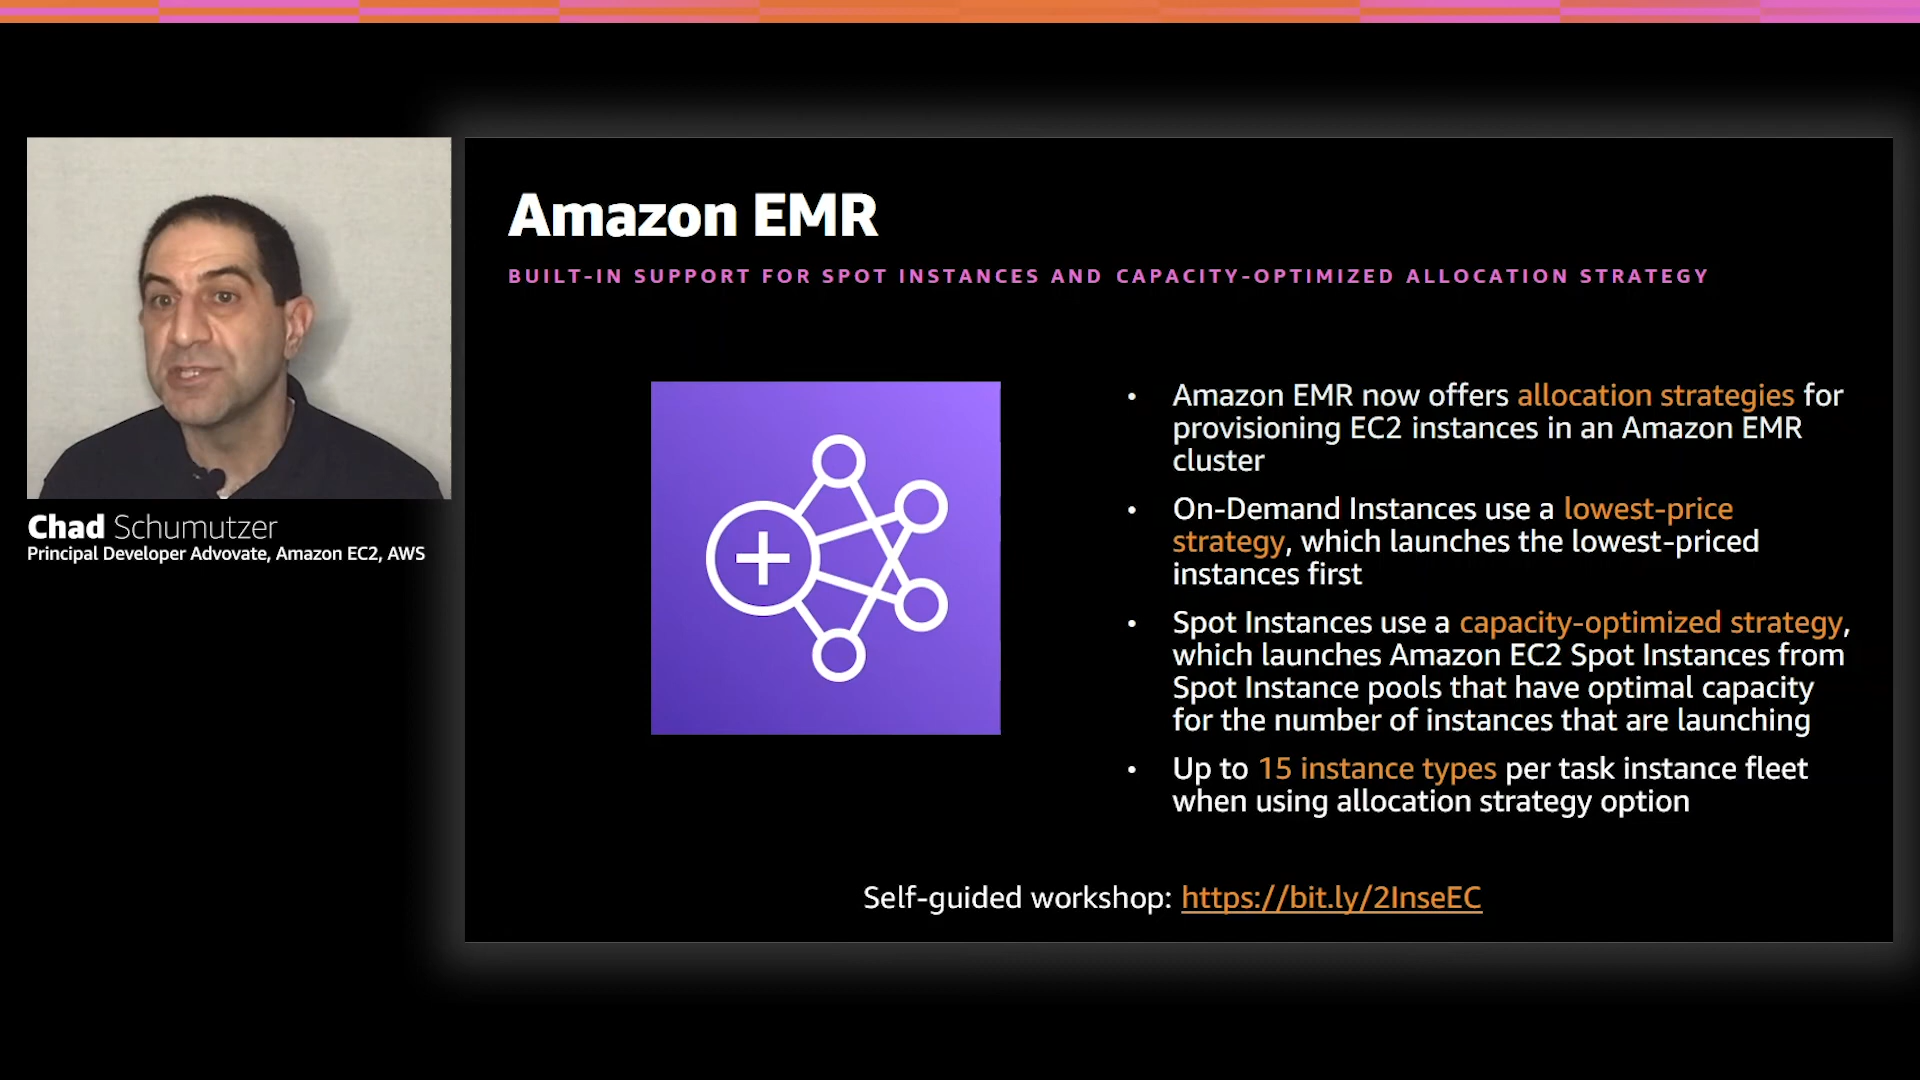 Amazon EMR
BUILT-IN SUPPORT FOR SPOT INSTANCES AND CAPACITY-OPTIMIZED ALLOCATION STRATEGY
Chad Schumutzer
Principal Developer Advovate, Amazon EC2, AWS
• Amazon EMR now offers allocation strategies for
provisioning EC2 instances in an Amazon EMR
cluster
• On-Demand Instances use a lowest-price
strategy, which launches the lowest-priced
instances first
• Spot Instances use a capacity-optimized strategy,
which launches Amazon EC2 Spot Instances from
Spot Instance pools that have optimal capacity
for the number of instances that are launching
• Up to 15 instance types per task instance fleet
when using allocation strategy option
Self-guided workshop: https://bit.ly/2InseEC